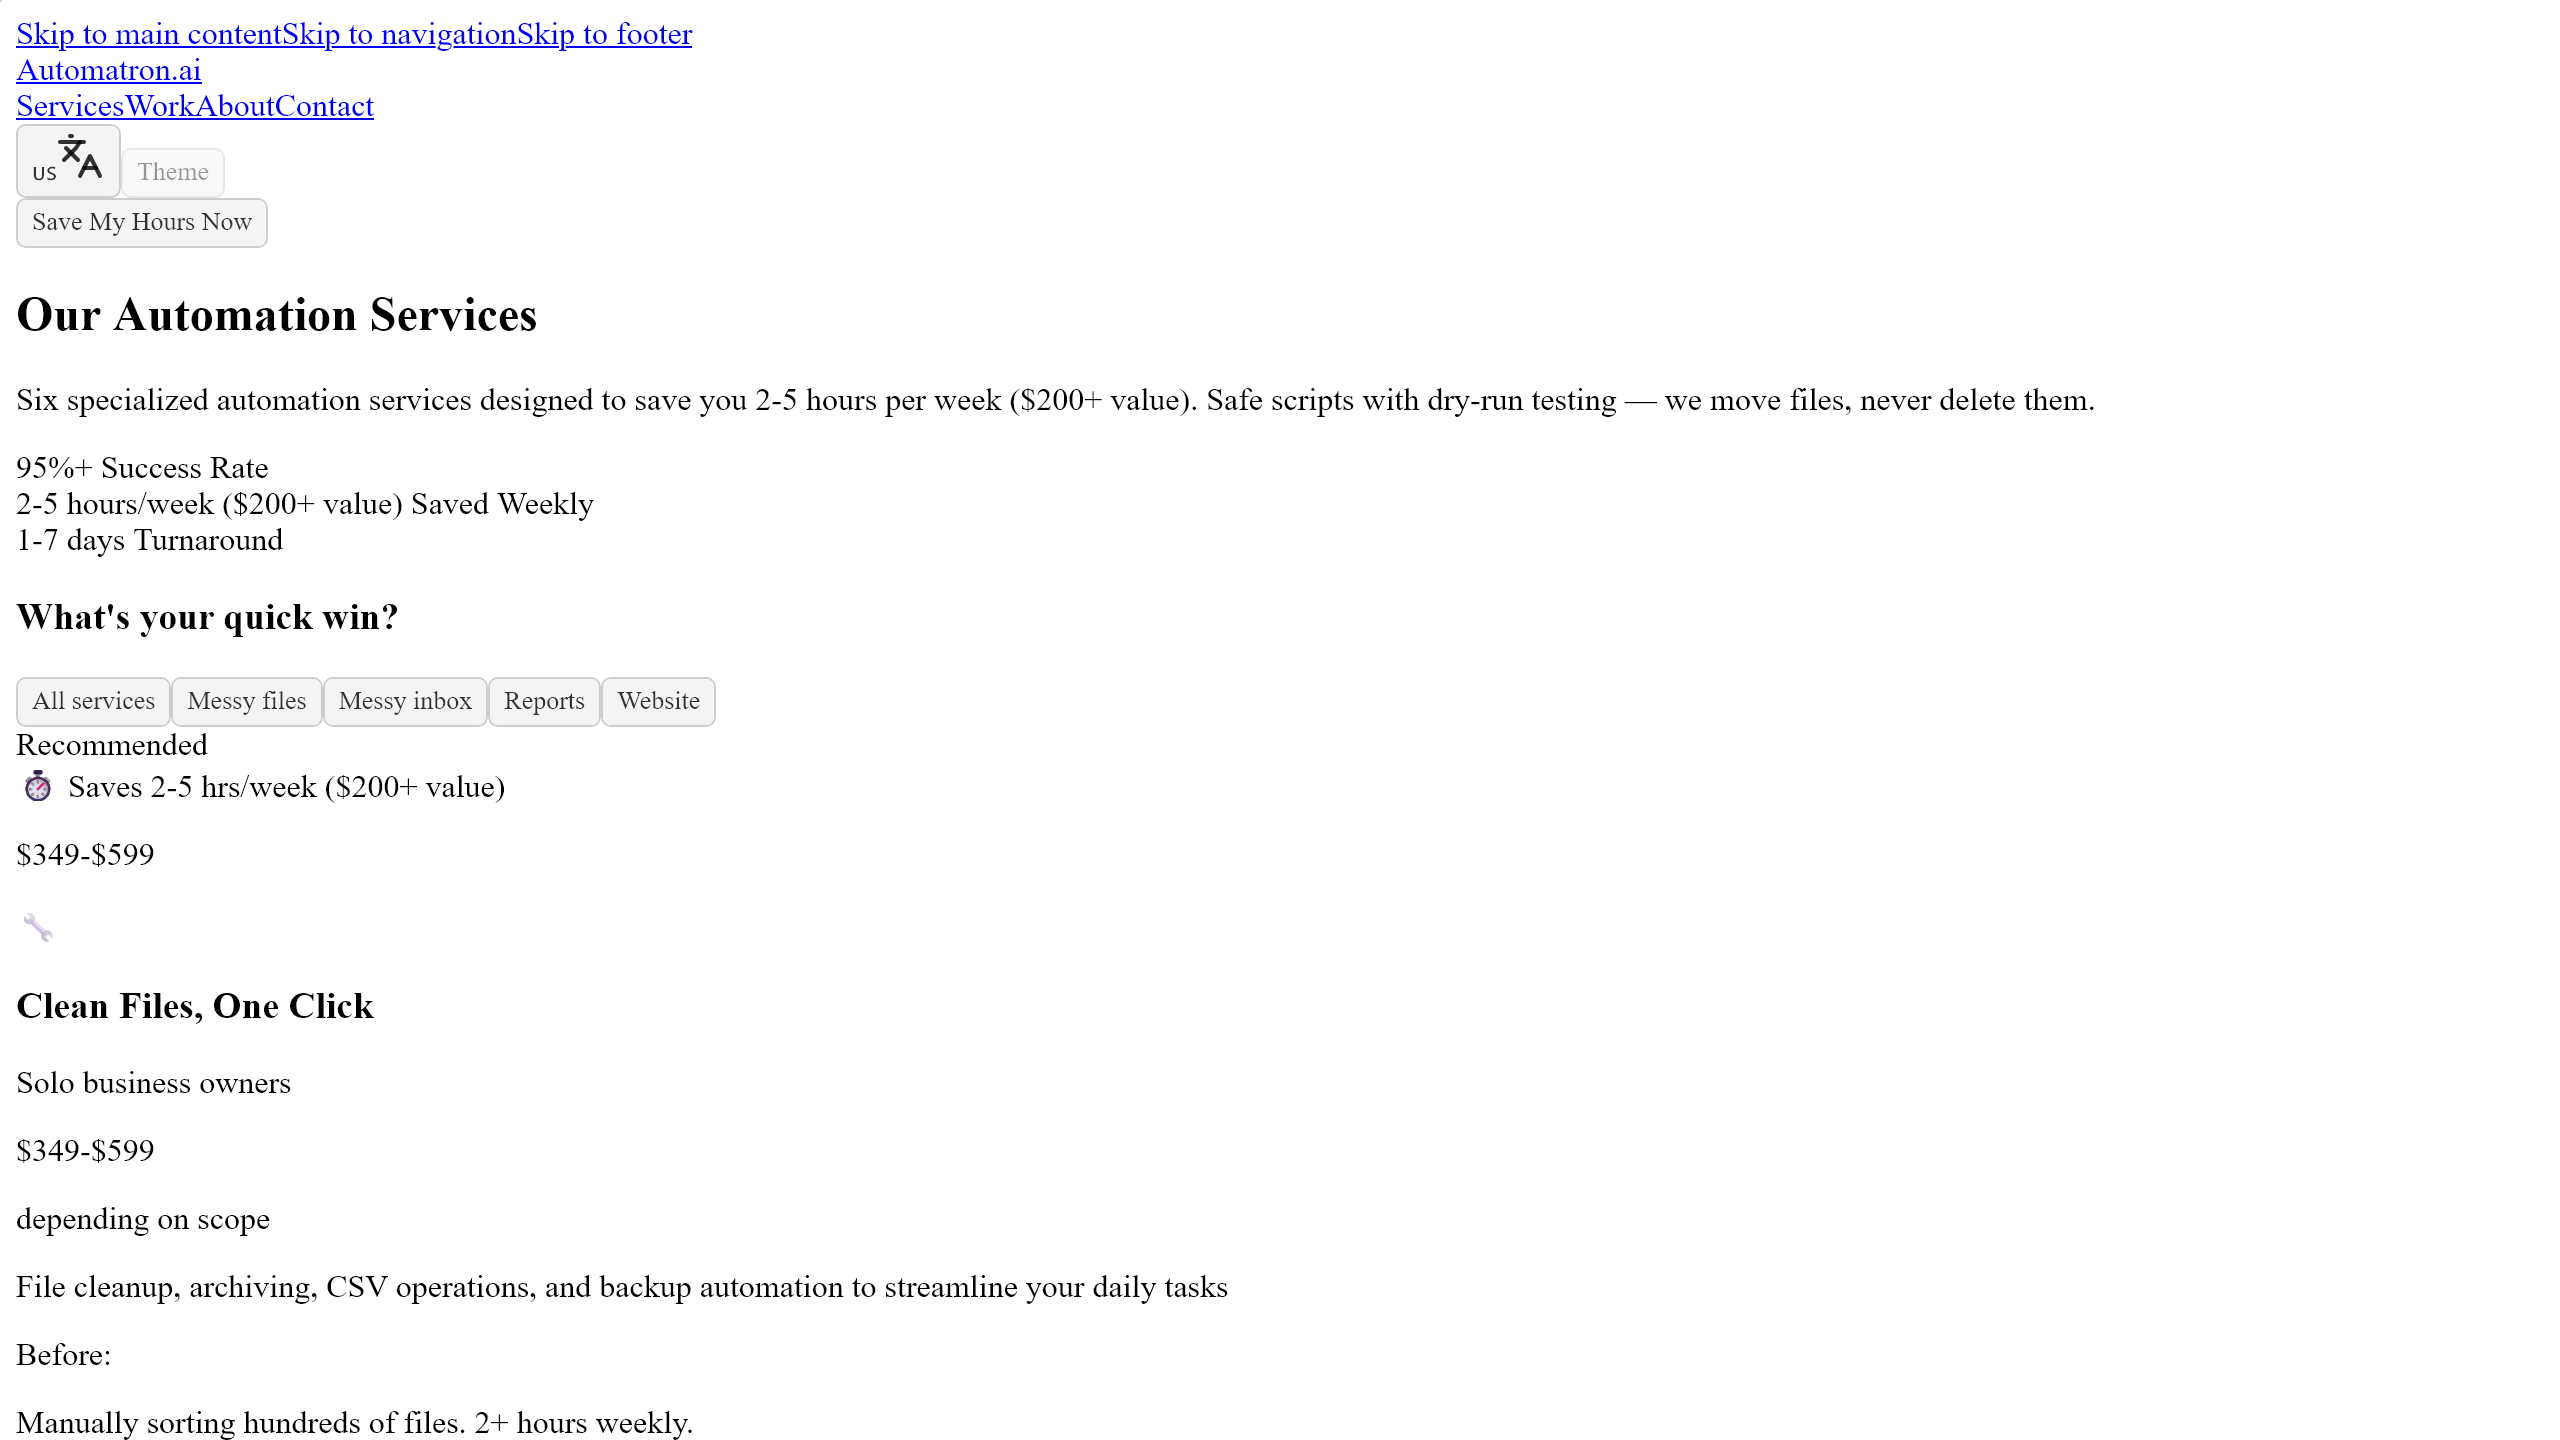 Skip to main contentSkip to navigationSkip to footer
Automatron.ai
ServicesWorkAboutContact
US Theme
Save My Hours Now
Our Automation Services
Six specialized automation services designed to save you 2-5 hours per week ($200+ value). Safe scripts with dry-run testing — we move files, never delete them.
95%+ Success Rate
2-5 hours/week ($200+ value) Saved Weekly
1-7 days Turnaround
What's your quick win?
All services Messy files Messy inbox Reports Website
Recommended
Saves 2-5 hrs/week ($200+ value)
$349-$599
Clean Files, One Click
Solo business owners
$349-$599
depending on scope
File cleanup, archiving, CSV operations, and backup automation to streamline your daily tasks
Before:
Manually sorting hundreds of files. 2+ hours weekly.